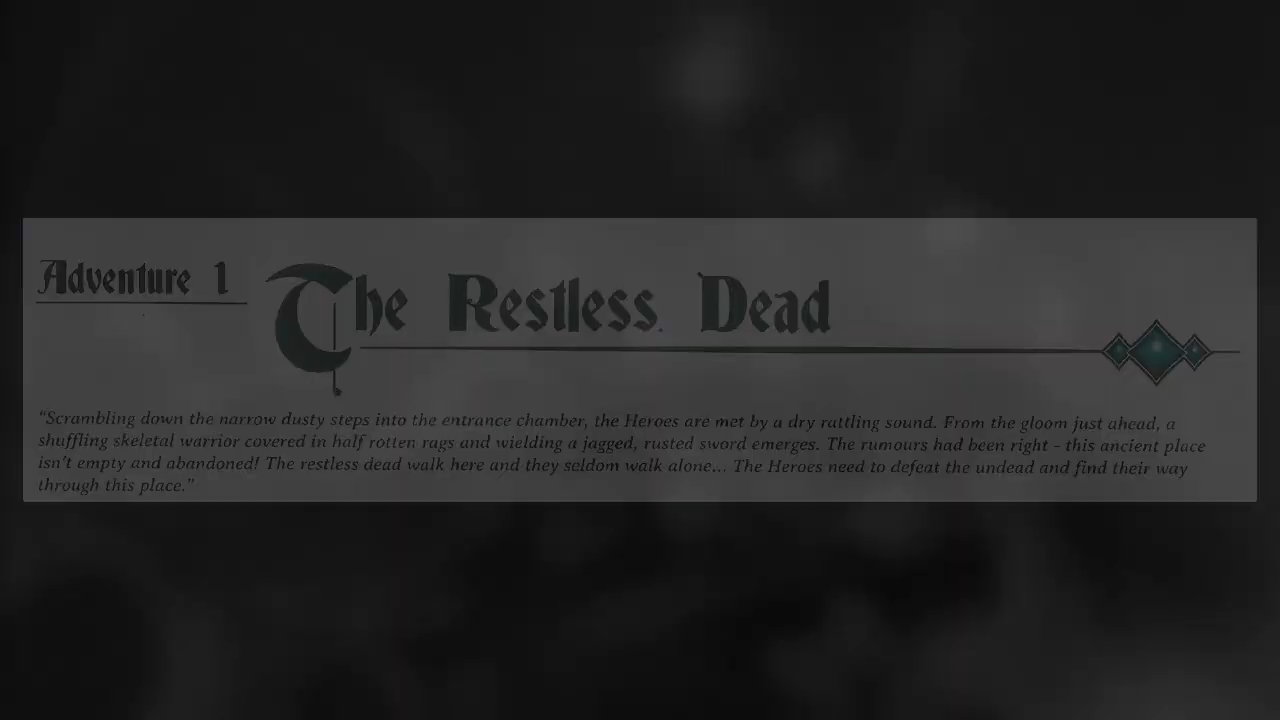 Adventure 1
The Restless Dead
“Scrambling down the narrow dusty steps into the entrance chamber, the Heroes are met by a dry rattling sound. From the gloom just ahead, a
shuffling skeletal warrior covered in half rotten rags and wielding a jagged, rusted sword emerges. The rumours had been right - this ancient place
isn't empty and abandoned! The restless dead walk here and they seldom walk alone... The Heroes need to defeat the undead and find their way
through this place.”